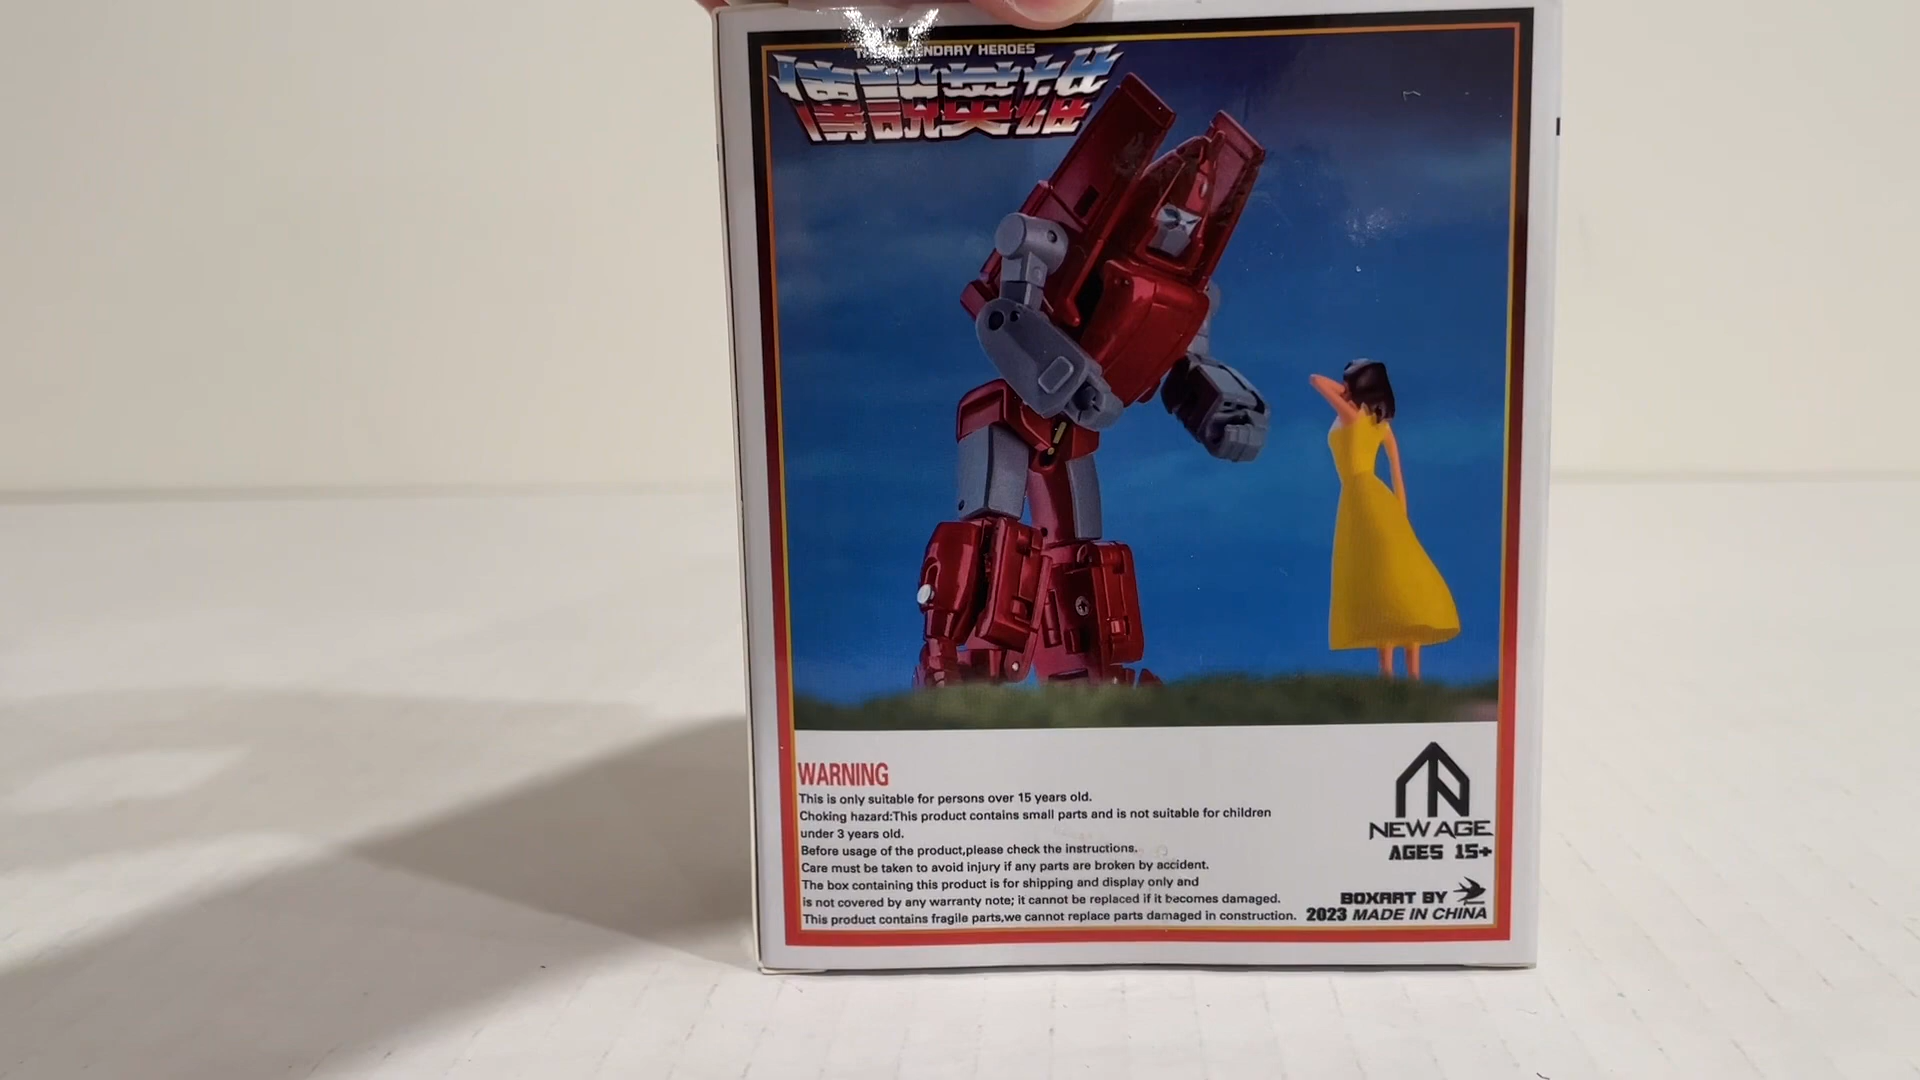 LEGENDARY HEROES
傳說英雄
WARNING
This is only suitable for persons over 15 years old.
Choking hazard:This product contains small parts and is not suitable for children
under 3 years old.
Before usage of the product,please check the instructions.
Care must be taken to avoid injury if any parts are broken by accident.
The box containing this product is for shipping and display only and
is not covered by any warranty note; it cannot be replaced if it becomes damaged.
This product contains fragile parts,we cannot replace parts damaged in construction.
NEW AGE
AGES 15+
BOXART BY
2023 MADE IN CHINA